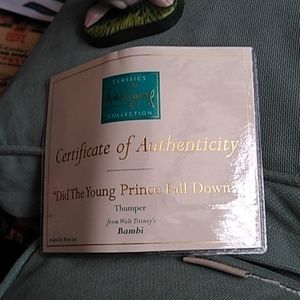 CLASSICS
COLLECTION
Certificate of Authenticity
"Did The Young Prince Fall Down"
Thumper
from Walt Disney's
Bambi